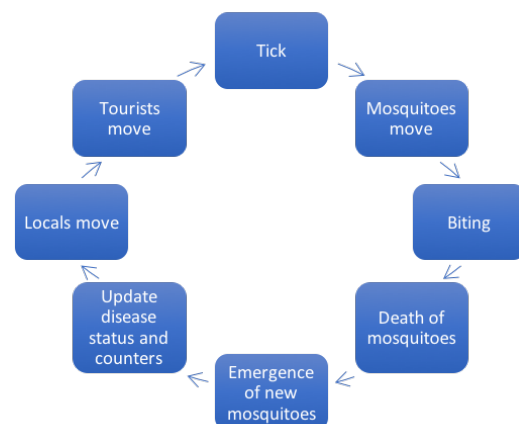 Tick
Mosquitoes
move
Biting
Death of
mosquitoes
Emergence
of new
mosquitoes
Update
disease
status and
counters
Locals move
Tourists
move